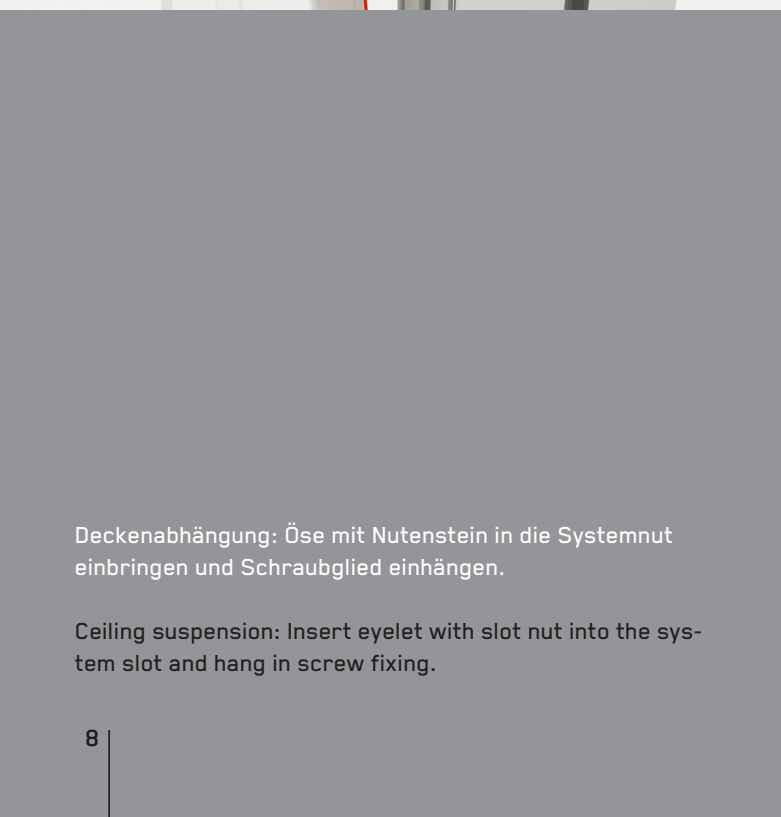 Deckenabhängung: Öse mit Nutenstein in die Systemnut
einbringen und Schraubglied einhängen.
Ceiling suspension: Insert eyelet with slot nut into the sys-
tem slot and hang in screw fixing.
8